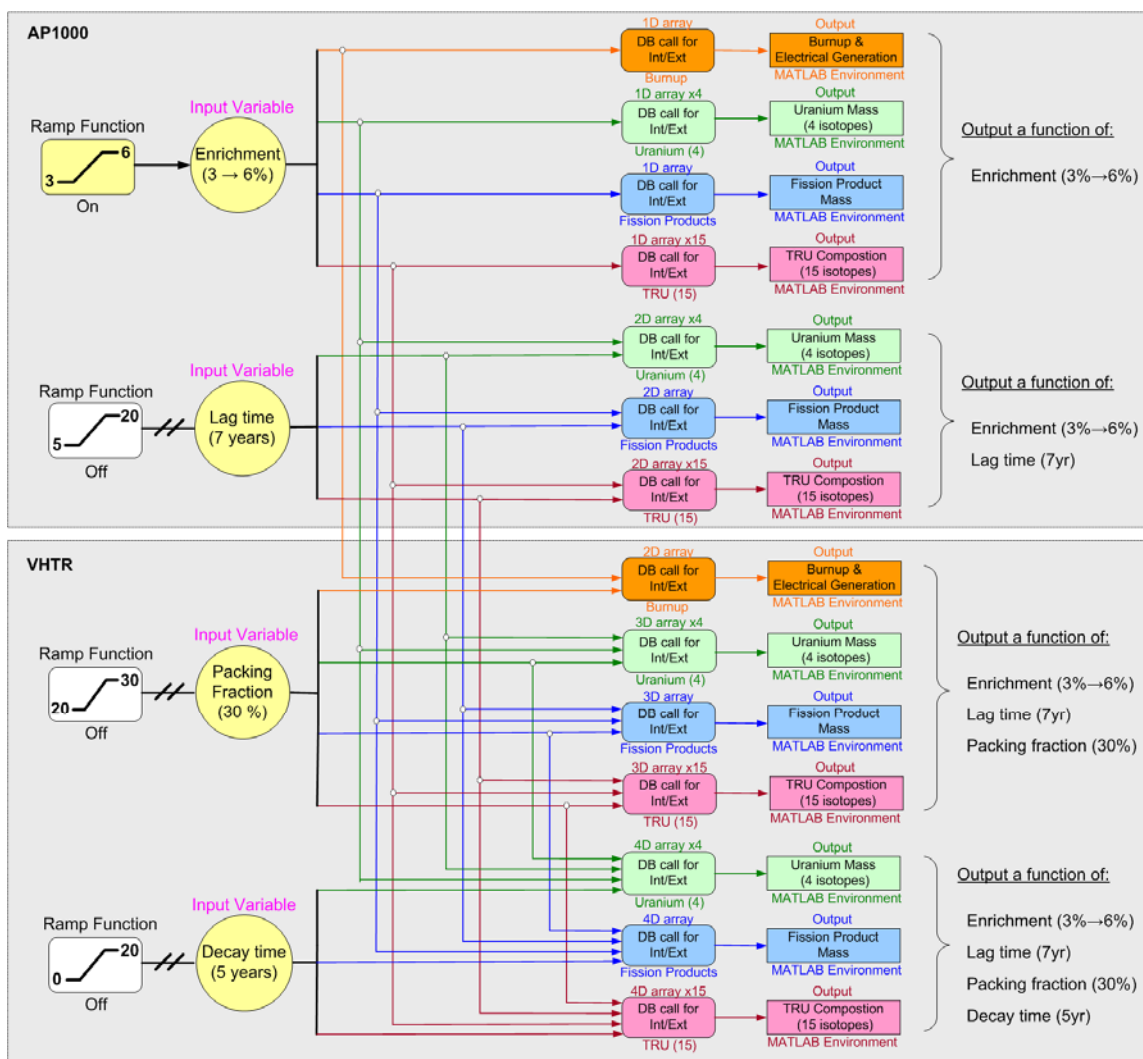 AP1000
Ramp Function
3
6
On
Input Variable
Enrichment
(3 → 6%)
1D array
DB call for
Int/Ext
Burnup
Output
Burnup &
Electrical Generation
MATLAB Environment
1D array x4
DB call for
Int/Ext
Uranium (4)
Output
Uranium Mass
(4 isotopes)
MATLAB Environment
1D array
DB call for
Int/Ext
Fission Products
Output
Fission Product
Mass
MATLAB Environment
1D array x15
DB call for
Int/Ext
TRU (15)
Output
TRU Compostion
(15 isotopes)
MATLAB Environment
Output a function of:
Enrichment (3%→6%)
Ramp Function
5
20
Off
Input Variable
Lag time
(7 years)
2D array x4
DB call for
Int/Ext
Uranium (4)
Output
Uranium Mass
(4 isotopes)
MATLAB Environment
2D array
DB call for
Int/Ext
Fission Products
Output
Fission Product
Mass
MATLAB Environment
2D array x15
DB call for
Int/Ext
TRU (15)
Output
TRU Compostion
(15 isotopes)
MATLAB Environment
Output a function of:
Enrichment (3%→6%)
Lag time (7yr)
VHTR
Ramp Function
20
30
Off
Input Variable
Packing
Fraction
(30 %)
2D array
DB call for
Int/Ext
Burnup
Output
Burnup &
Electrical Generation
MATLAB Environment
3D array x4
DB call for
Int/Ext
Uranium (4)
Output
Uranium Mass
(4 isotopes)
MATLAB Environment
3D array
DB call for
Int/Ext
Fission Products
Output
Fission Product
Mass
MATLAB Environment
3D array x15
DB call for
Int/Ext
TRU (15)
Output
TRU Compostion
(15 isotopes)
MATLAB Environment
Output a function of:
Enrichment (3%→6%)
Lag time (7yr)
Packing fraction (30%)
Ramp Function
0
20
Off
Input Variable
Decay time
(5 years)
4D array x4
DB call for
Int/Ext
Uranium (4)
Output
Uranium Mass
(4 isotopes)
MATLAB Environment
4D array
DB call for
Int/Ext
Fission Products
Output
Fission Product
Mass
MATLAB Environment
4D array x15
DB call for
Int/Ext
TRU (15)
Output
TRU Compostion
(15 isotopes)
MATLAB Environment
Output a function of:
Enrichment (3%→6%)
Lag time (7yr)
Packing fraction (30%)
Decay time (5yr)